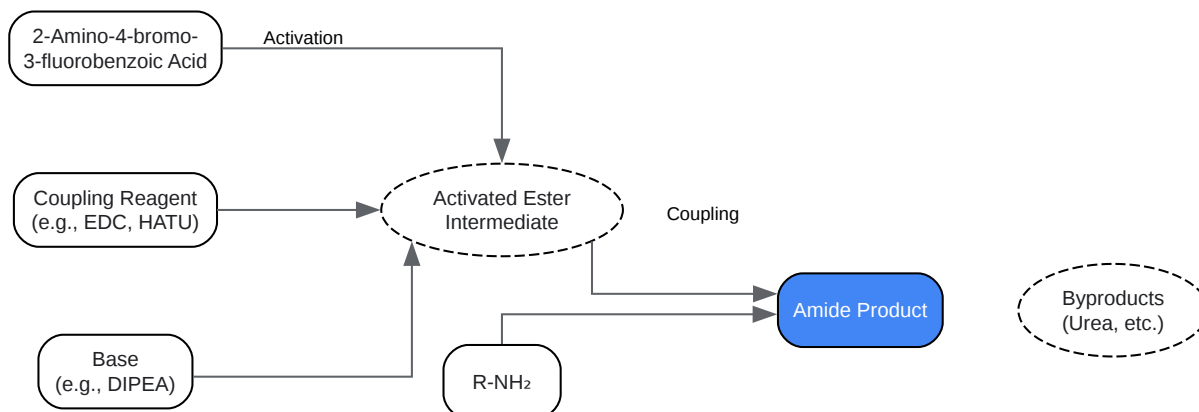 2-Amino-4-bromo-
3-fluorobenzoic Acid
Activation
Coupling Reagent
(e.g., EDC, HATU)
Activated Ester
Intermediate
Coupling
Base
(e.g., DIPEA)
R-NH₂
Amide Product
Byproducts
(Urea, etc.)